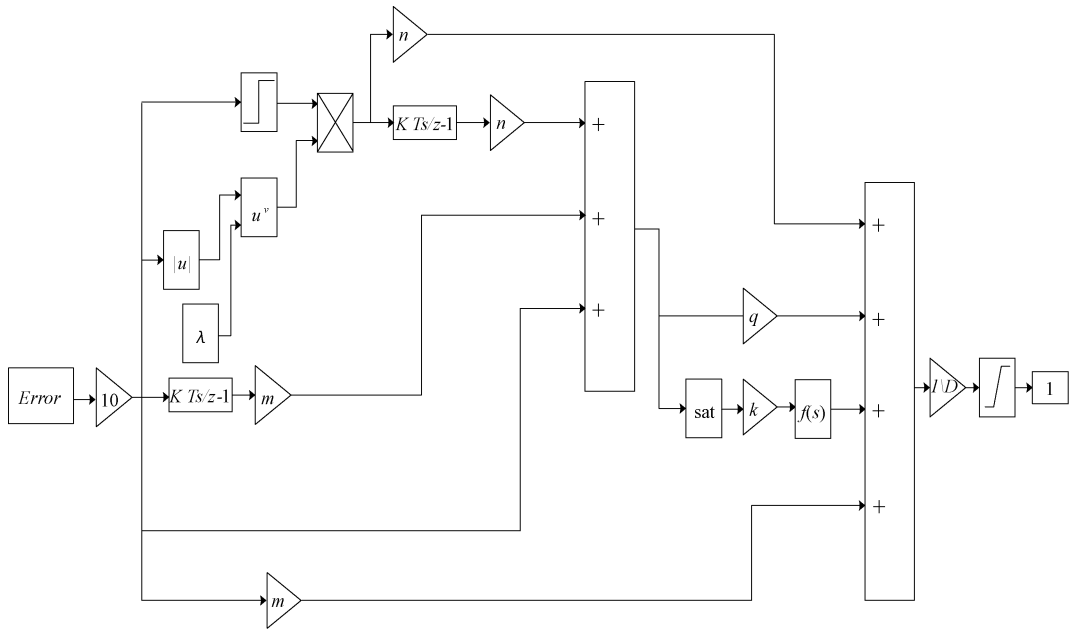 n
K Ts/z-1
n
+
u^v
|u|
+
+
λ
+
q
+
Error
10
K Ts/z-1
m
sat
k
f(s)
+
1\D
1
+
m